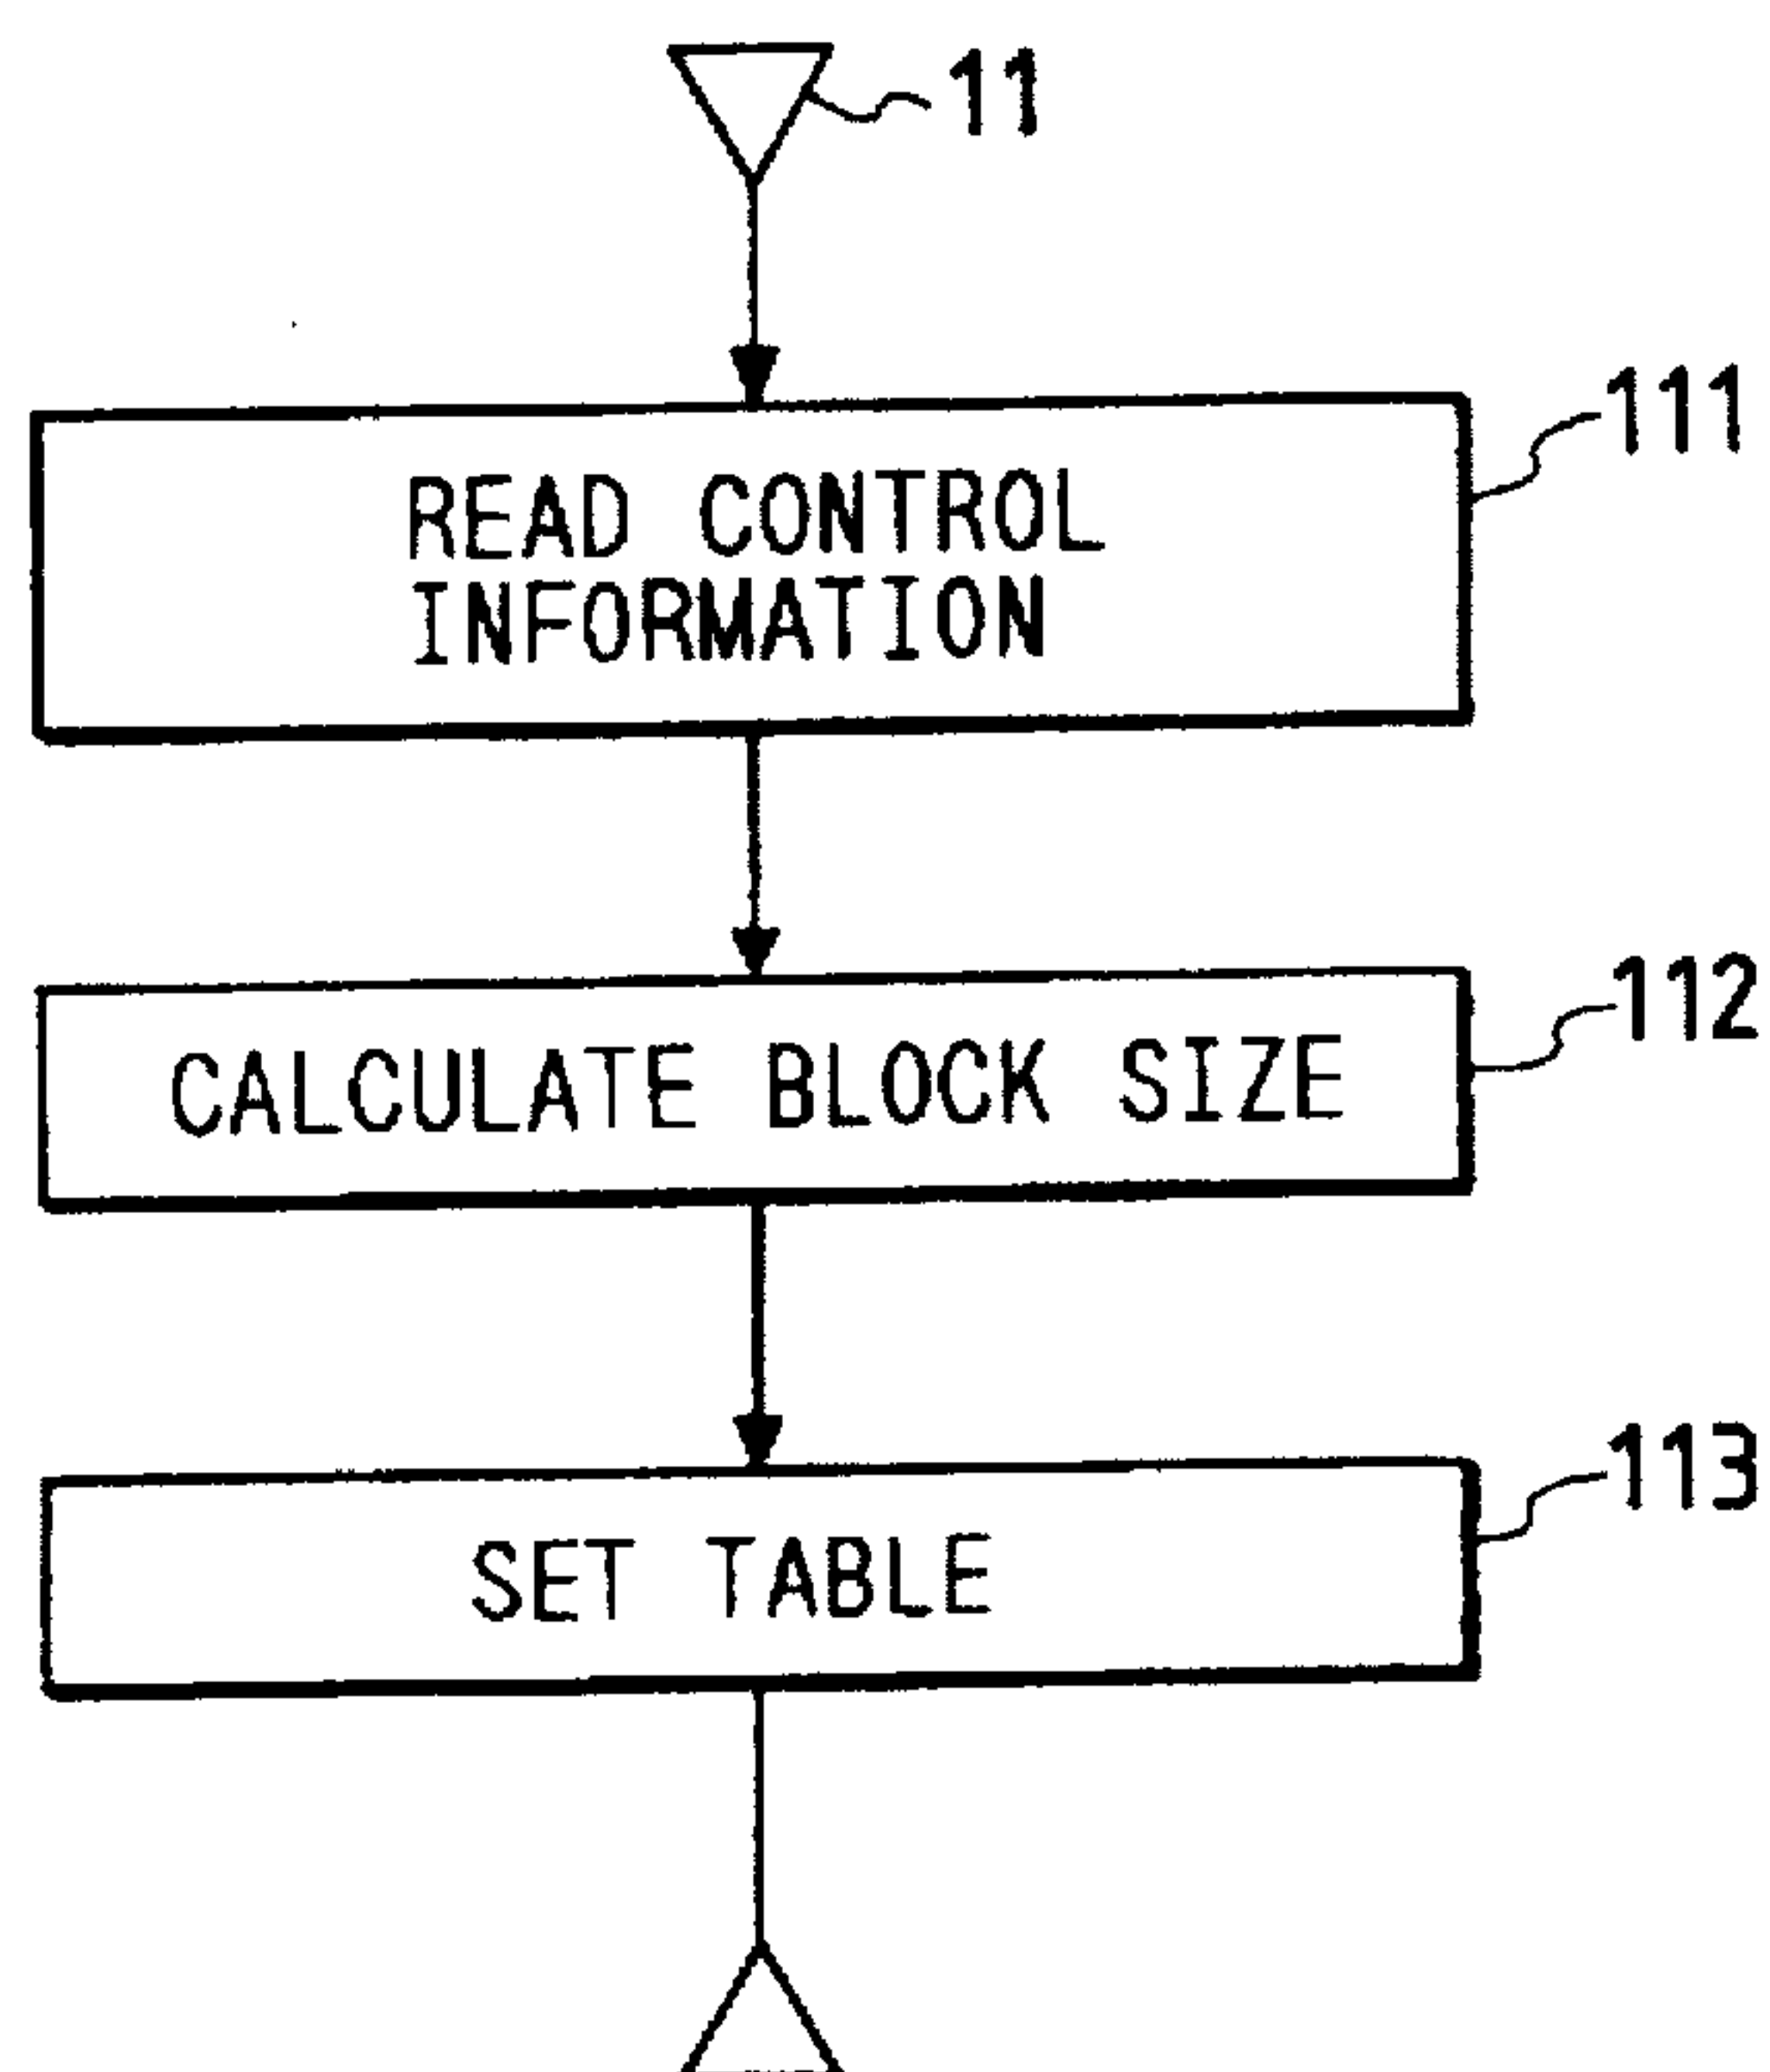 11
111
READ CONTROL
INFORMATION
112
CALCULATE BLOCK SIZE
113
SET TABLE